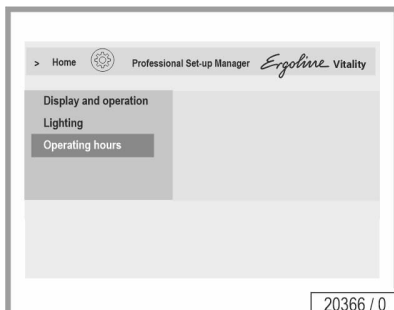 > Home Professional Set-up Manager Ergoline Vitality
Display and operation
Lighting
Operating hours
20366 / 0